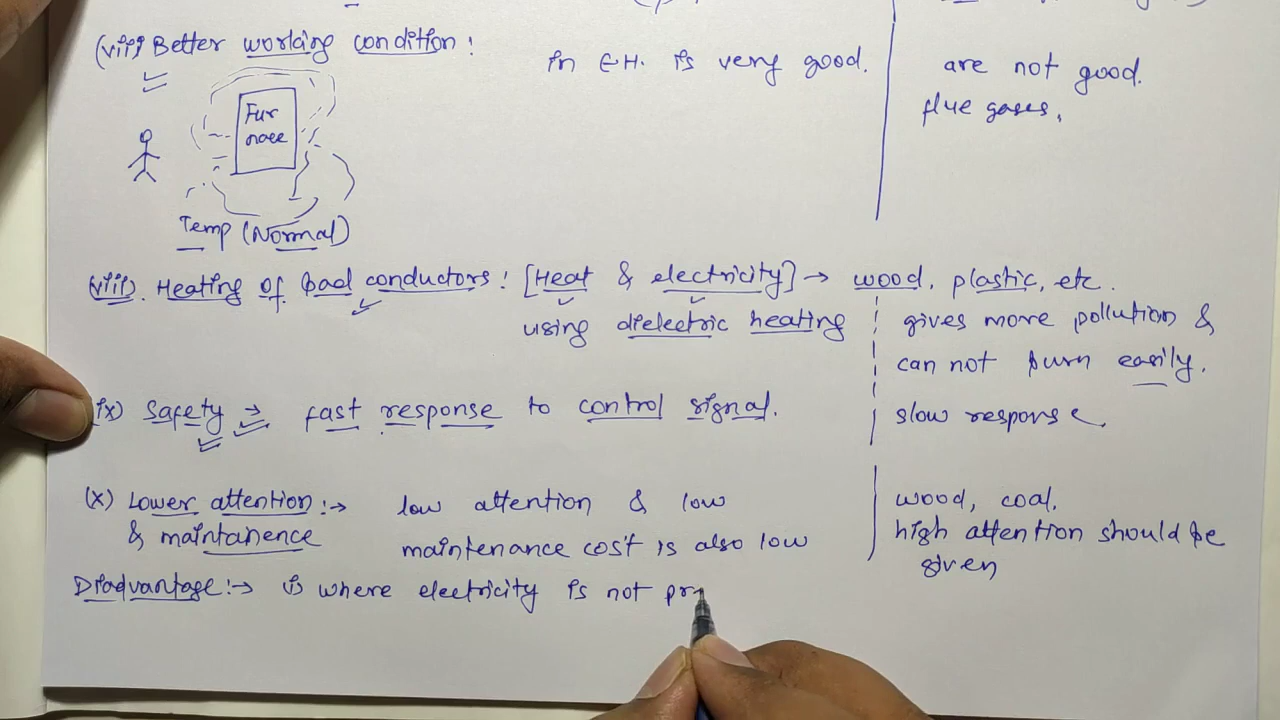 (viii) Better working condition :
in E.H. is very good.
are not good.
flue gases.
Fur
nace
Temp (Normal)
(viii). Heating of bad conductors : [Heat & electricity] → wood, plastic, etc.
using dielectric heating
gives more pollution &
can not burn easily.
ix) Safety → fast response to control signal.
slow response.
(x) Lower attention :→ low attention & low
& maintanence maintenance cost is also low
wood, coal.
high attention should be
given
Disadvantage :→ is where electricity is not pr